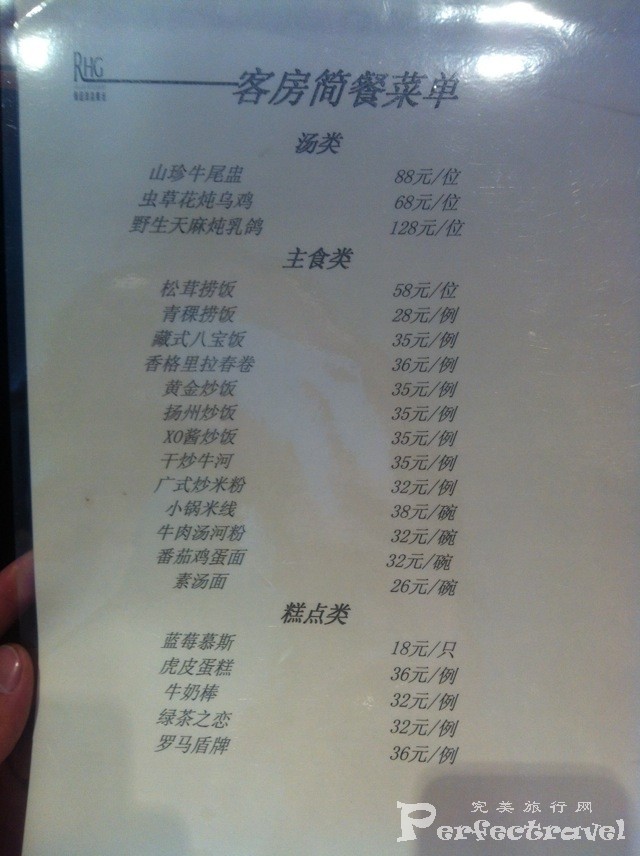 RHG
客房简餐菜单
汤类
山珍牛尾盅 88元/位
虫草花炖乌鸡 68元/位
野生天麻炖乳鸽 128元/位
主食类
松茸捞饭 58元/位
青稞捞饭 28元/例
藏式八宝饭 35元/例
香格里拉春卷 36元/例
黄金炒饭 35元/例
扬州炒饭 35元/例
XO酱炒饭 35元/例
干炒牛河 35元/例
广式炒米粉 32元/例
小锅米线 38元/碗
牛肉汤河粉 32元/碗
番茄鸡蛋面 32元/碗
素汤面 26元/碗
糕点类
蓝莓慕斯 18元/只
虎皮蛋糕 36元/例
牛奶棒 32元/例
绿茶之恋 32元/例
罗马盾牌 36元/例
完美旅行网
Perfectravel